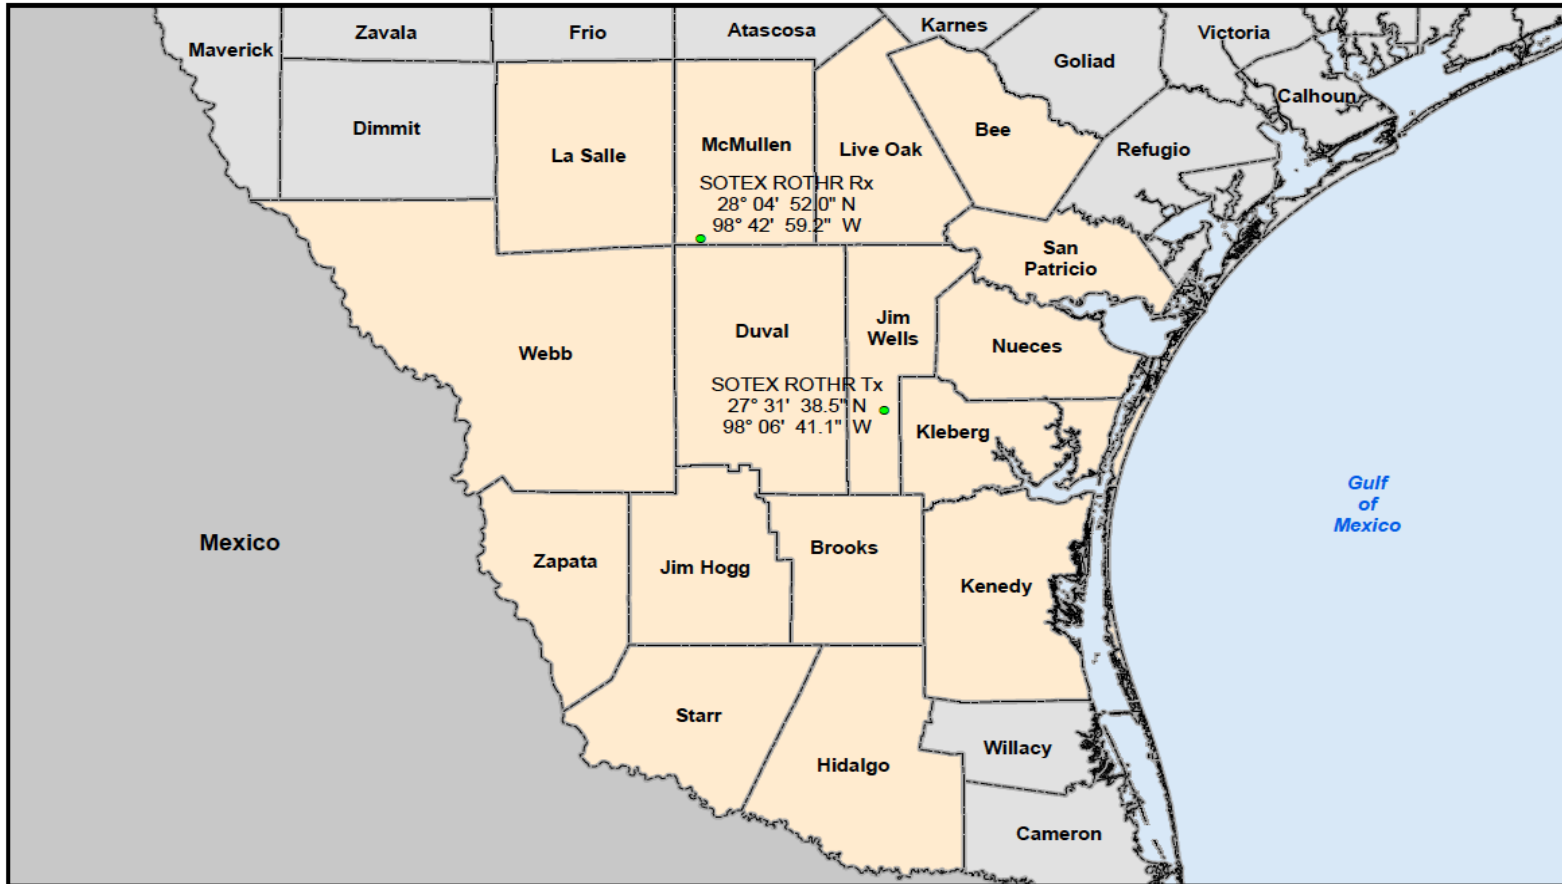 Maverick
Zavala
Frio
Atascosa
Karnes
Goliad
Victoria
Calhoun
Dimmit
La Salle
McMullen
Live Oak
Bee
Refugio
SOTEX ROTHR Rx
28° 04' 52.0" N
98° 42' 59.2" W
San
Patricio
Webb
Duval
Jim
Wells
Nueces
SOTEX ROTHR Tx
27° 31' 38.5" N
98° 06' 41.1" W
Kleberg
Gulf
of
Mexico
Mexico
Zapata
Jim Hogg
Brooks
Kenedy
Starr
Hidalgo
Willacy
Cameron